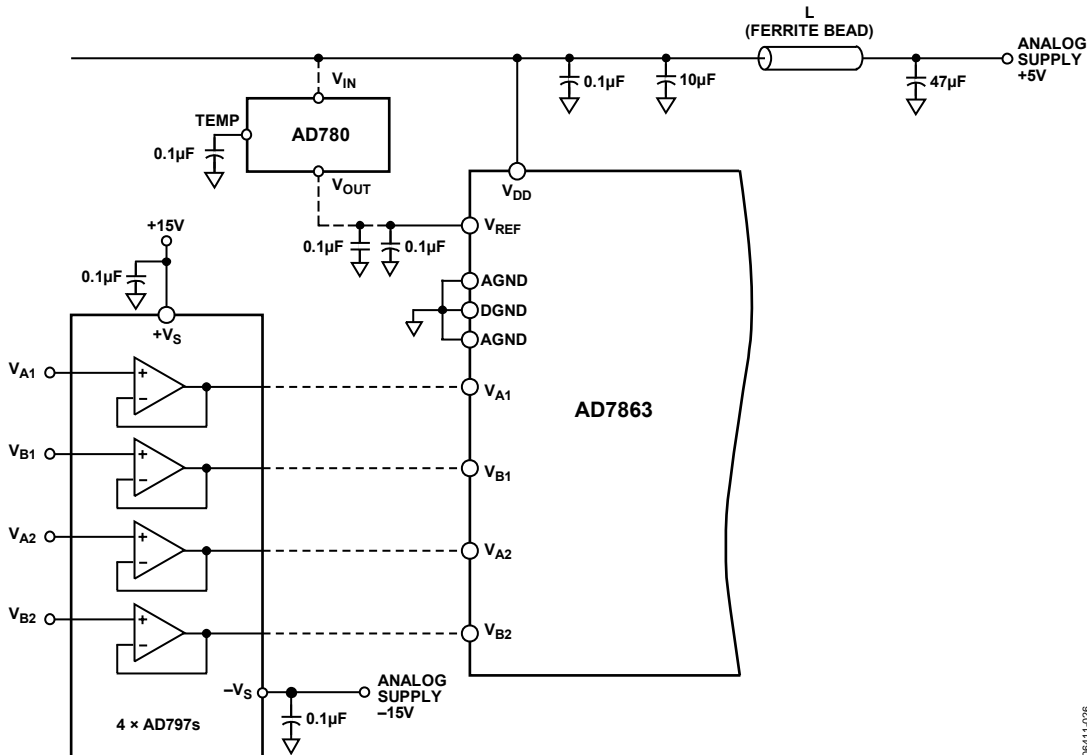 L
(FERRITE BEAD)
ANALOG
SUPPLY
+5V
0.1µF
10µF
47µF
VIN
TEMP
AD780
0.1µF
VOUT
VDD
+15V
VREF
0.1µF
0.1µF
0.1µF
AGND
+VS
DGND
AGND
VA1
+
–
VA1
AD7863
VB1
+
–
VB1
VA2
+
–
VA2
VB2
+
–
VB2
–VS
ANALOG
SUPPLY
–15V
0.1µF
4 × AD797s
06411-026